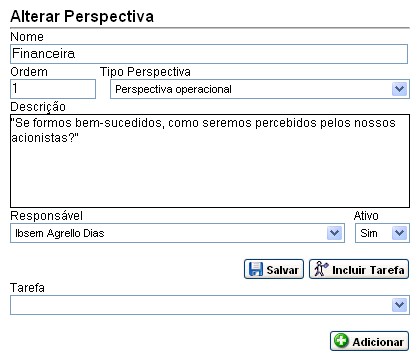 Alterar Perspectiva
Nome
Financeira
Ordem Tipo Perspectiva
1 Perspectiva operacional
Descrição
"Se formos bem-sucedidos, como seremos percebidos pelos nossos
acionistas?"
Responsável Ativo
Ibsem Agrello Dias Sim
Salvar Incluir Tarefa
Tarefa
Adicionar